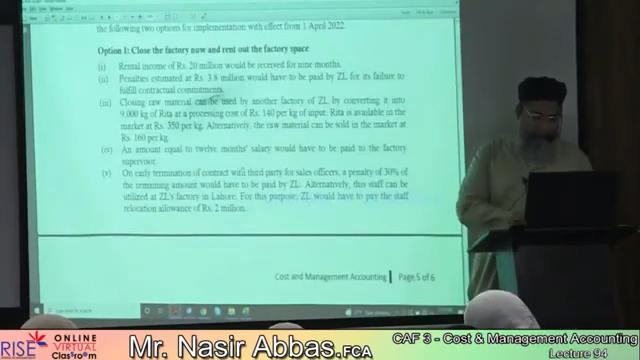 the following two options for implementation with effect from 1 April 2022.
Option I: Close the factory now and rent out the factory space
(i) Rental income of Rs. 20 million would be received for nine months.
(ii) Penalties estimated at Rs. 3.8 million would have to be paid by ZL for its failure to
fulfill contractual commitments.
(iii) Closing raw material can be used by another factory of ZL by converting it into
9,000 kg of Rita at a processing cost of Rs. 140 per kg of input. Rita is available in the
market at Rs. 350 per kg. Alternatively, the raw material can be sold in the market at
Rs. 160 per kg.
(iv) An amount equal to twelve months' salary would have to be paid to the factory
supervisor.
(v) On early termination of contract with third party for sales officers, a penalty of 30% of
the remaining amount would have to be paid by ZL. Alternatively, this staff can be
utilized at ZL's factory in Lahore. For this purpose, ZL would have to pay the staff
relocation allowance of Rs. 2 million.
Cost and Management Accounting Page 5 of 6
RISE ONLINE
VIRTUAL
Classroom
Mr. Nasir Abbas.FCA
CAF 3 - Cost & Management Accounting
Lecture 94